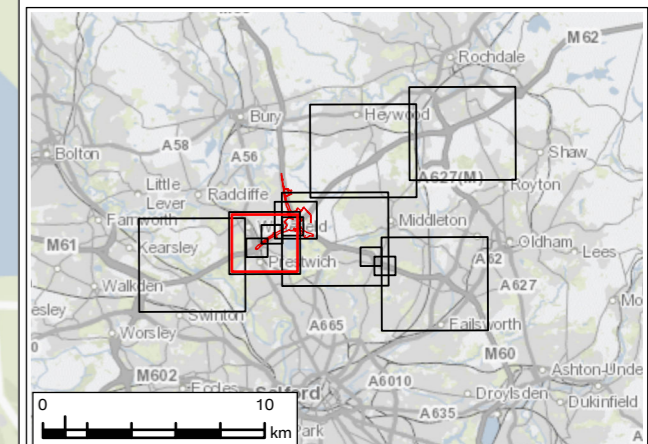 M 62
Rochdale
Bury
Heywood
A58
Bolton
A56
Shaw
A627(M)
Little
Lever
Radcliffe
Royton
Farnworth
Middleton
M61
Kearsley
Oldham
Lees
A62
Prestwich
Walkden
A627
Swinton
esley
Worsley
A665
Failsworth
M60
M602
Ashton-Unde
Eccles
Salford
A6010
Droylsden
Dukinfield
A635
Park
0
10
km